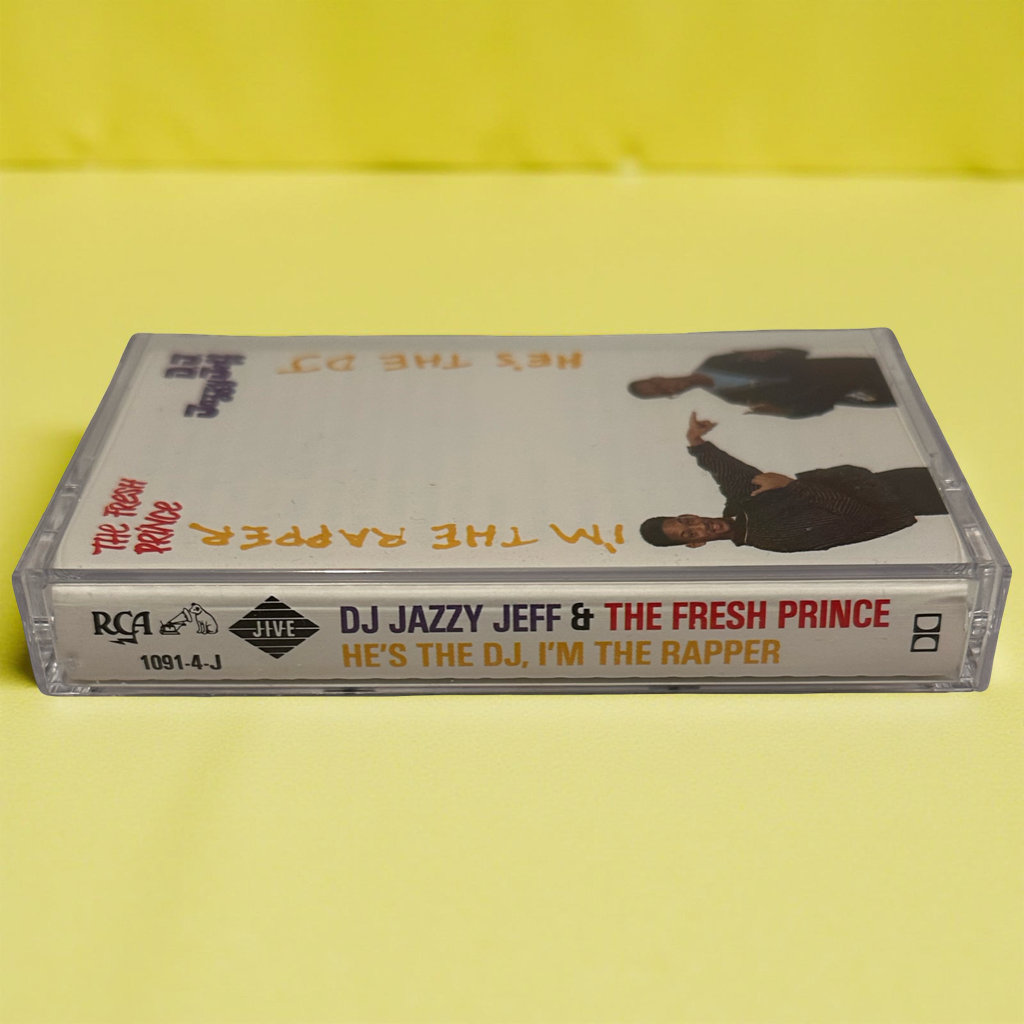 DJ
Jazzy Jeff
HE'S THE DJ
THE FRESH
PRINCE
I'M THE RAPPER
RCA
JIVE
DJ JAZZY JEFF & THE FRESH PRINCE
1091-4-J
HE'S THE DJ, I'M THE RAPPER